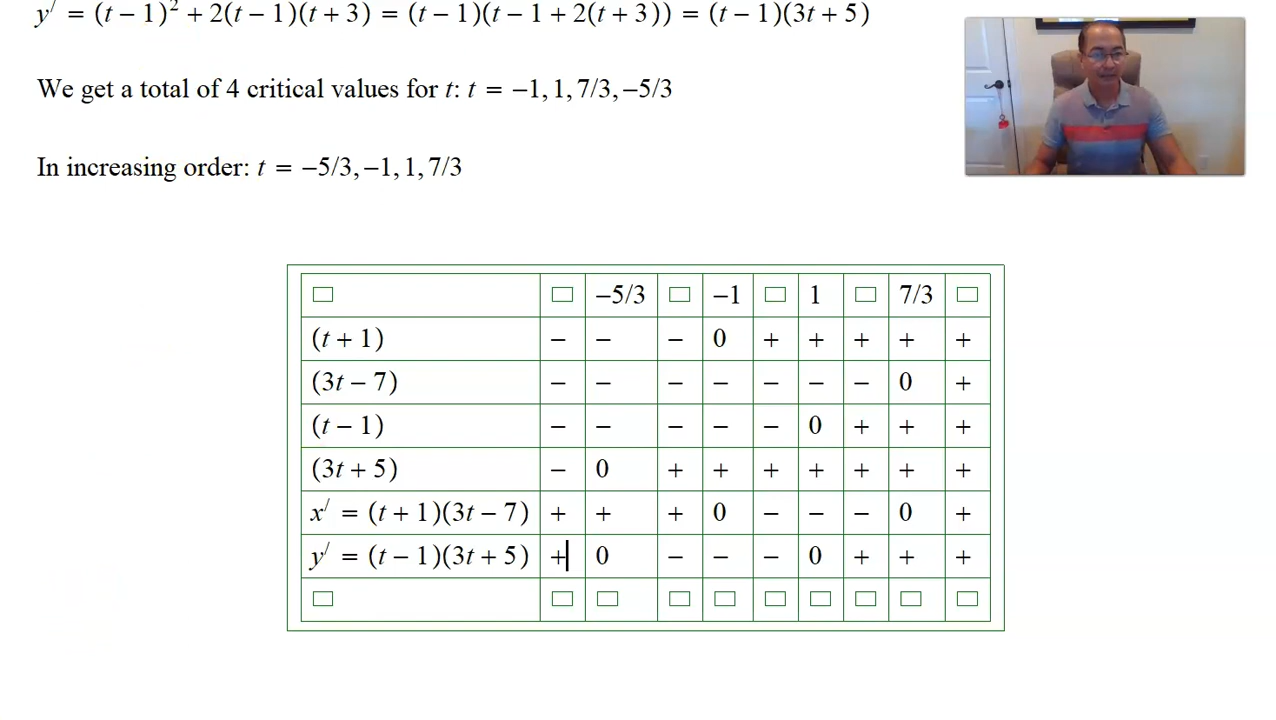 y′ = (t − 1)² + 2(t − 1)(t + 3) = (t − 1)(t − 1 + 2(t + 3)) = (t − 1)(3t + 5)
We get a total of 4 critical values for t: t = −1, 1, 7/3, −5/3
In increasing order: t = −5/3, −1, 1, 7/3
−5/3 −1 1 7/3
(t + 1) − − − 0 + + + + +
(3t − 7) − − − − − − − 0 +
(t − 1) − − − − − 0 + + +
(3t + 5) − 0 + + + + + + +
x′ = (t + 1)(3t − 7) + + + 0 − − − 0 +
y′ = (t − 1)(3t + 5) + 0 − − − 0 + + +